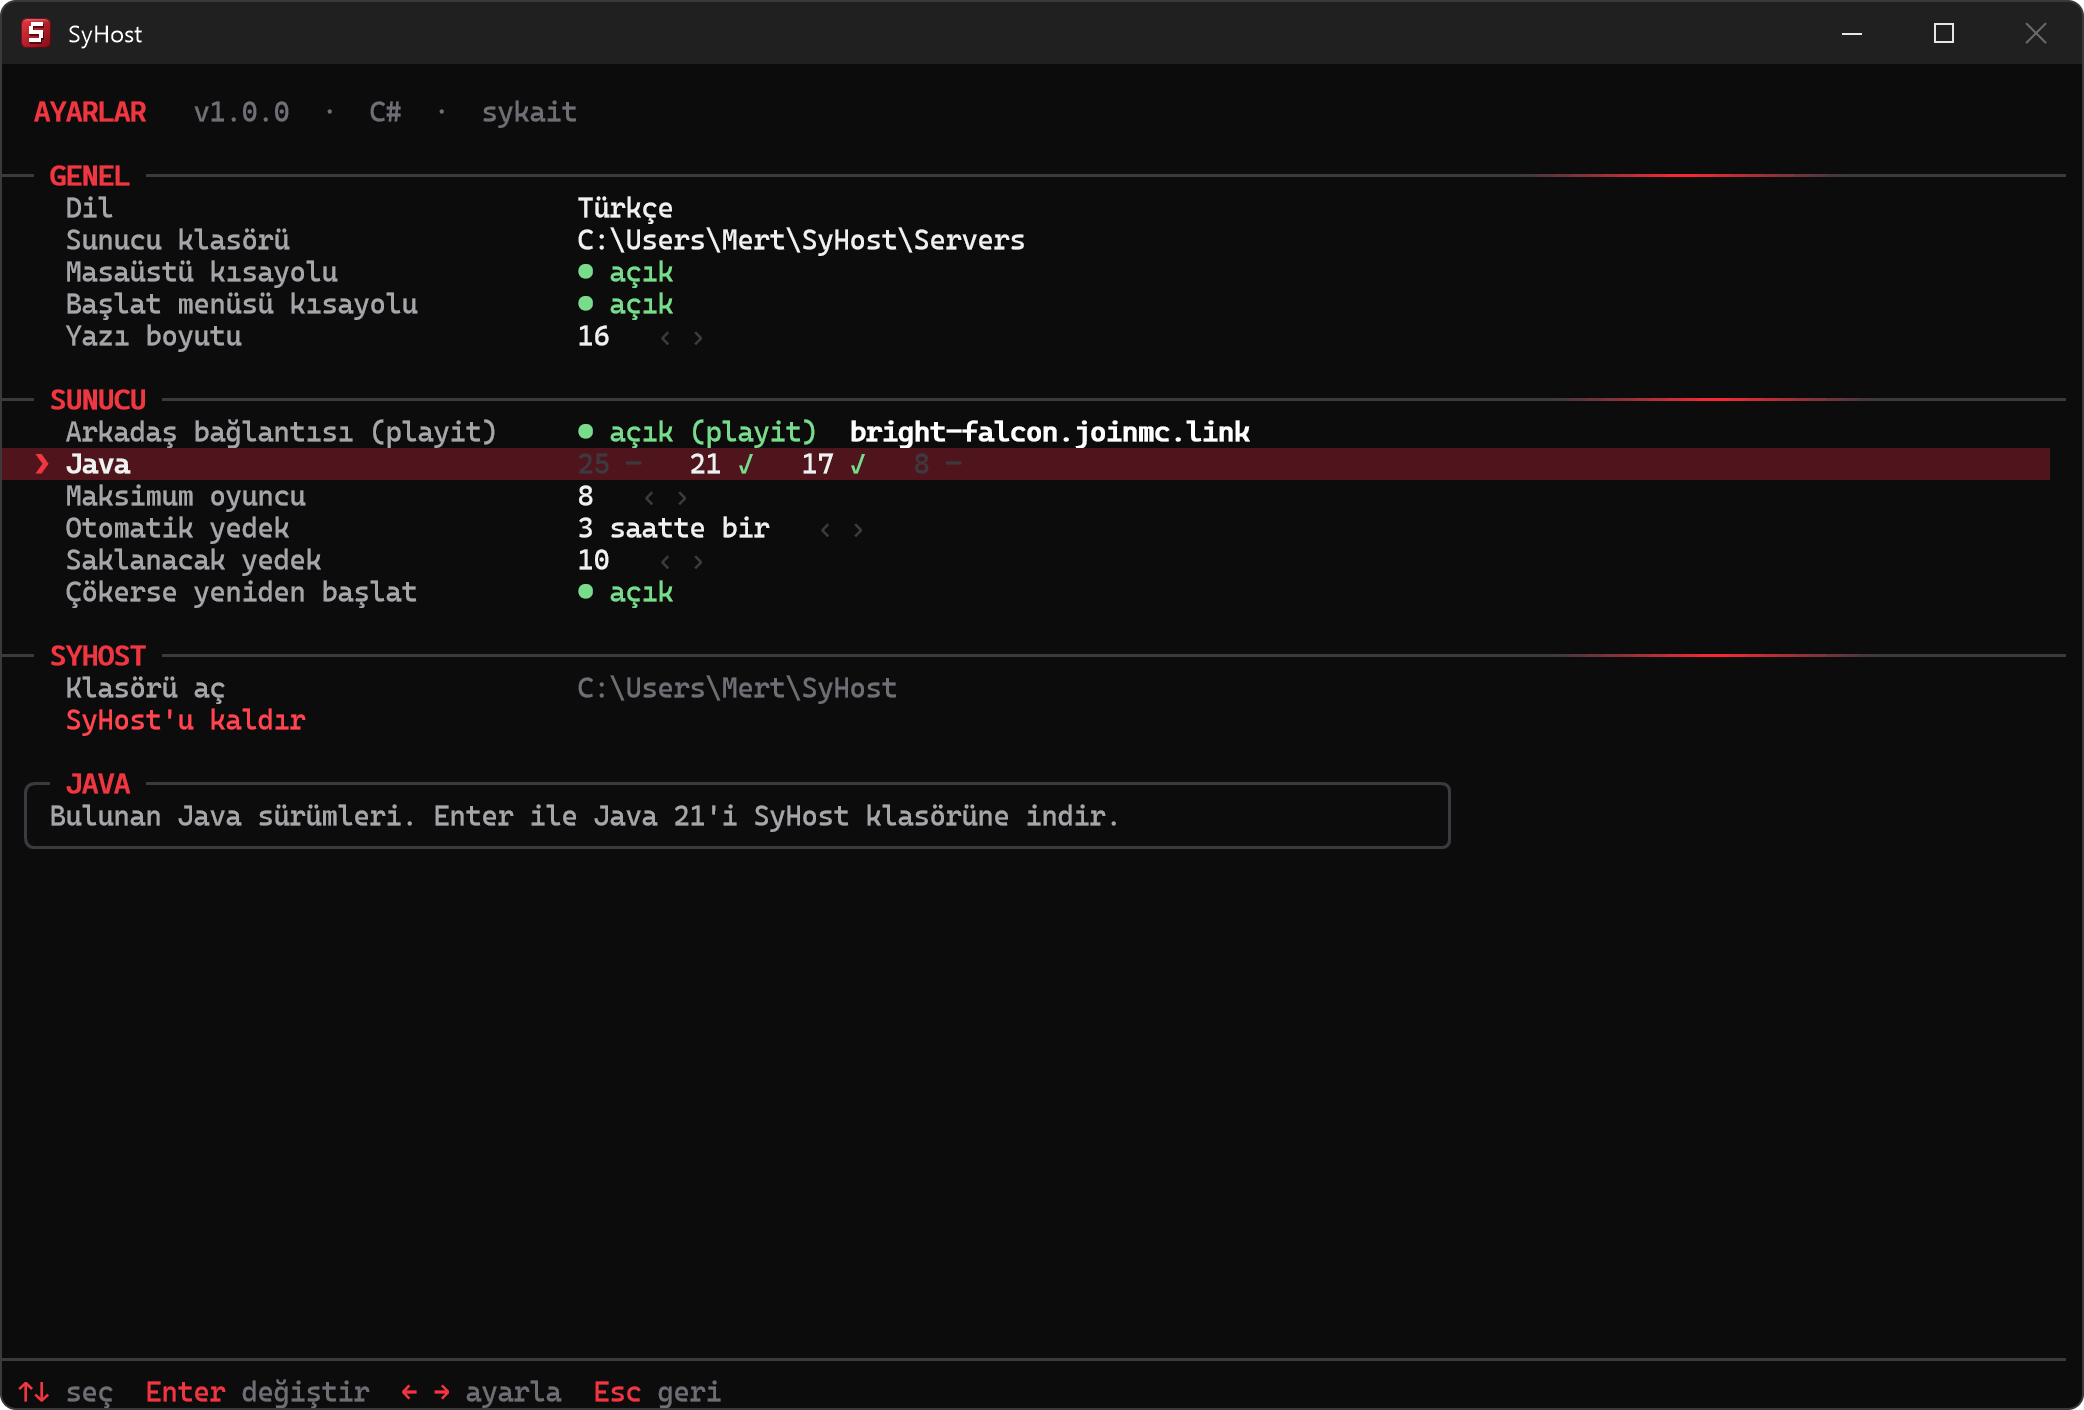 SyHost
AYARLAR v1.0.0 · C# · sykait
GENEL
Dil Türkçe
Sunucu klasörü C:\Users\Mert\SyHost\Servers
Masaüstü kısayolu ● açık
Başlat menüsü kısayolu ● açık
Yazı boyutu 16 ‹ ›
SUNUCU
Arkadaş bağlantısı (playit) ● açık (playit) bright-falcon.joinmc.link
❯ Java 25 – 21 √ 17 √ 8 –
Maksimum oyuncu 8 ‹ ›
Otomatik yedek 3 saatte bir ‹ ›
Saklanacak yedek 10 ‹ ›
Çökerse yeniden başlat ● açık
SYHOST
Klasörü aç C:\Users\Mert\SyHost
SyHost'u kaldır
JAVA
Bulunan Java sürümleri. Enter ile Java 21'i SyHost klasörüne indir.
↑↓ seç Enter değiştir ← → ayarla Esc geri